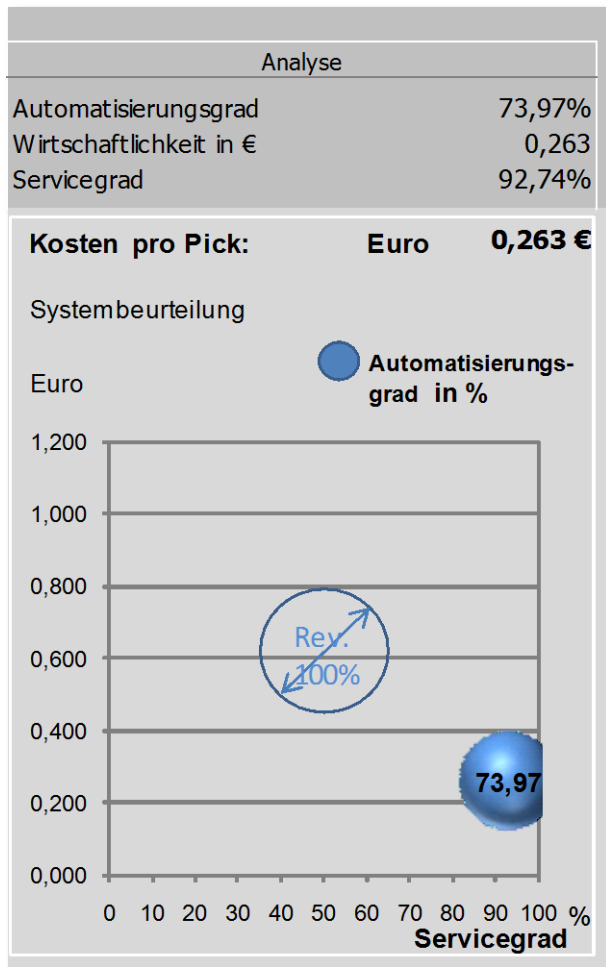 Analyse
Automatisierungsgrad 73,97%
Wirtschaftlichkeit in € 0,263
Servicegrad 92,74%
Kosten pro Pick: Euro 0,263 €
Systembeurteilung
Automatisierungs-
Euro
grad in %
1,200
1,000
0,800
Rev.
0,600
100%
0,400
73,97
0,200
0,000
0 10 20 30 40 50 60 70 80 90 100 %
Servicegrad